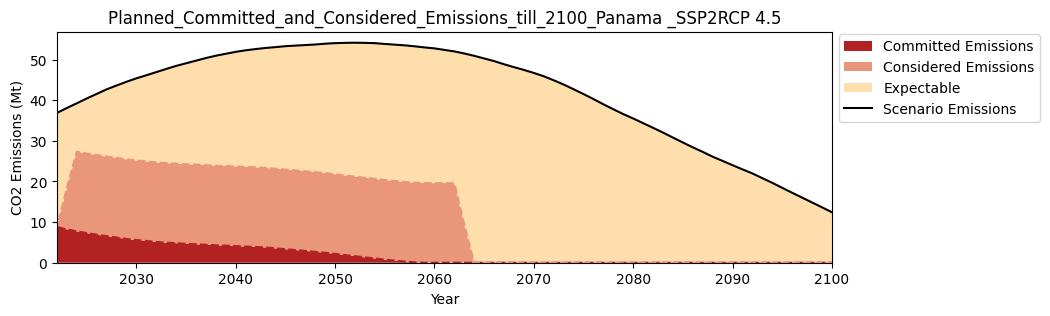 Planned_Committed_and_Considered_Emissions_till_2100_Panama _SSP2RCP 4.5
CO2 Emissions (Mt)
50
40
30
20
10
0
2030 2040 2050 2060 2070 2080 2090 2100
Year
Committed Emissions
Considered Emissions
Expectable
Scenario Emissions